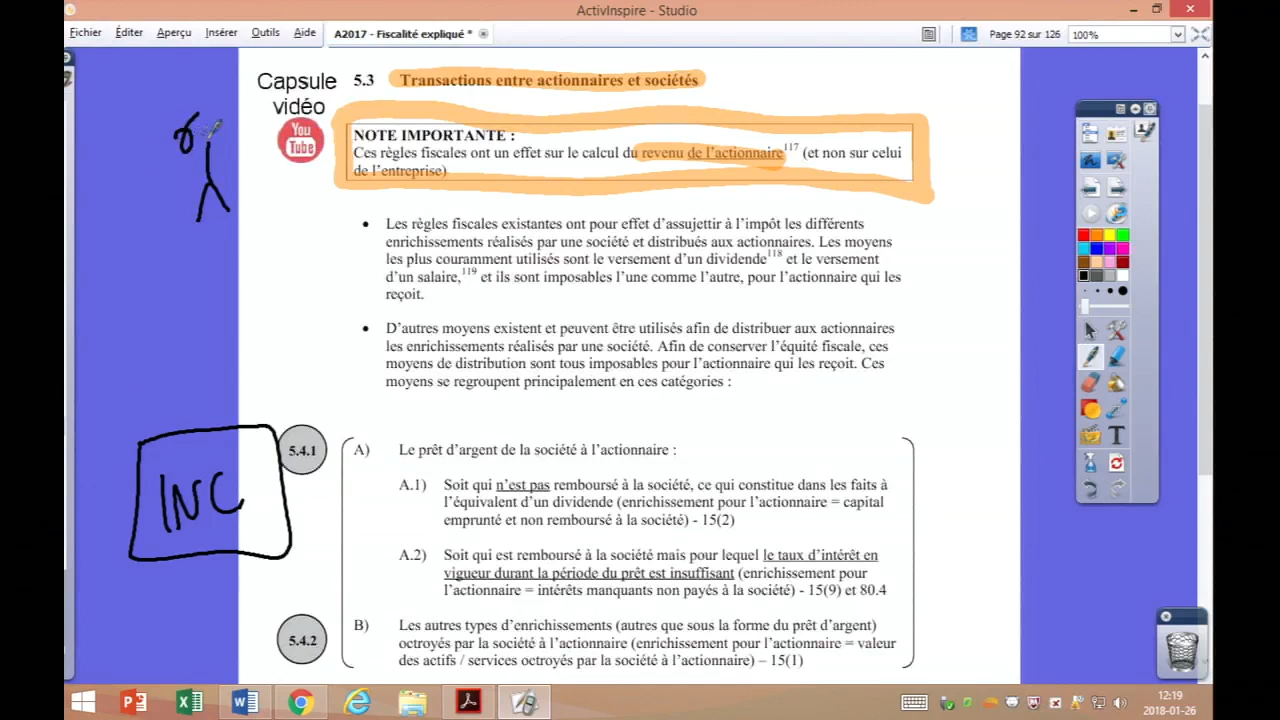 ActivInspire - Studio
Fichier Éditer Aperçu Insérer Outils Aide A2017 - Fiscalité expliqué * Page 92 sur 126 100%
Capsule vidéo
You Tube
5.3 Transactions entre actionnaires et sociétés
NOTE IMPORTANTE :
Ces règles fiscales ont un effet sur le calcul du revenu de l'actionnaire117 (et non sur celui
de l'entreprise)
• Les règles fiscales existantes ont pour effet d'assujettir à l'impôt les différents
enrichissements réalisés par une société et distribués aux actionnaires. Les moyens
les plus couramment utilisés sont le versement d'un dividende118 et le versement
d'un salaire,119 et ils sont imposables l'une comme l'autre, pour l'actionnaire qui les
reçoit.
• D'autres moyens existent et peuvent être utilisés afin de distribuer aux actionnaires
les enrichissements réalisés par une société. Afin de conserver l'équité fiscale, ces
moyens de distribution sont tous imposables pour l'actionnaire qui les reçoit. Ces
moyens se regroupent principalement en ces catégories :
INC
5.4.1 A) Le prêt d'argent de la société à l'actionnaire :
A.1) Soit qui n'est pas remboursé à la société, ce qui constitue dans les faits à
l'équivalent d'un dividende (enrichissement pour l'actionnaire = capital
emprunté et non remboursé à la société) - 15(2)
A.2) Soit qui est remboursé à la société mais pour lequel le taux d'intérêt en
vigueur durant la période du prêt est insuffisant (enrichissement pour
l'actionnaire = intérêts manquants non payés à la société) - 15(9) et 80.4
5.4.2 B) Les autres types d'enrichissements (autres que sous la forme du prêt d'argent)
octroyés par la société à l'actionnaire (enrichissement pour l'actionnaire = valeur
des actifs / services octroyés par la société à l'actionnaire) – 15(1)
12:19
2018-01-26